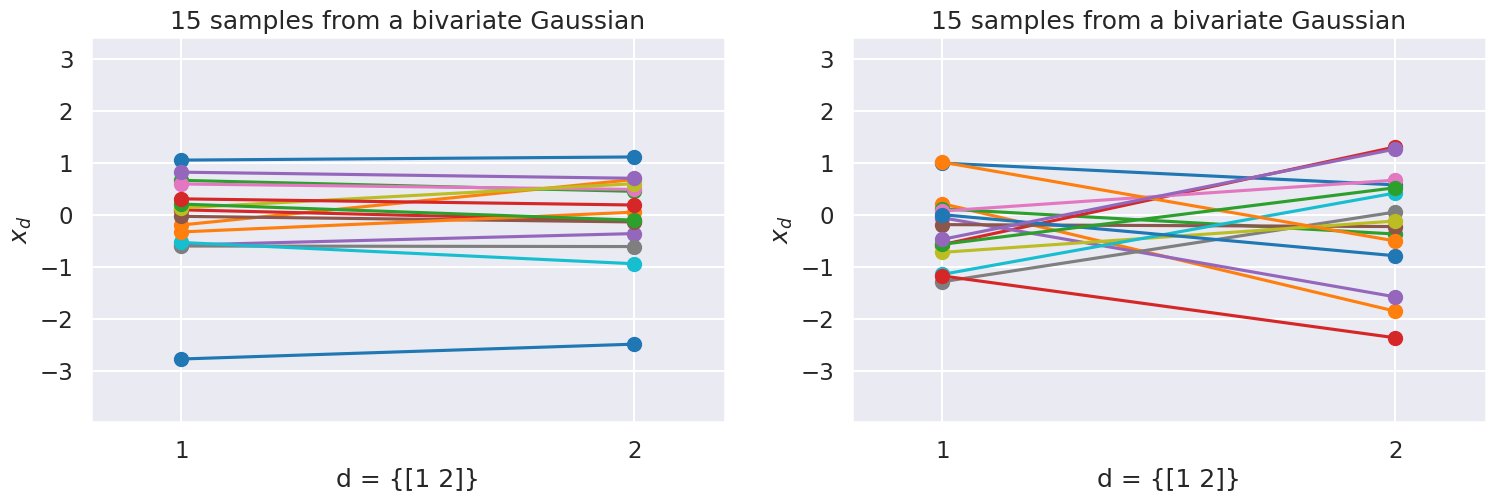 15 samples from a bivariate Gaussian
3
2
1
0
−1
−2
−3
x_d
1 2
d = {[1 2]}
15 samples from a bivariate Gaussian
3
2
1
0
−1
−2
−3
x_d
1 2
d = {[1 2]}